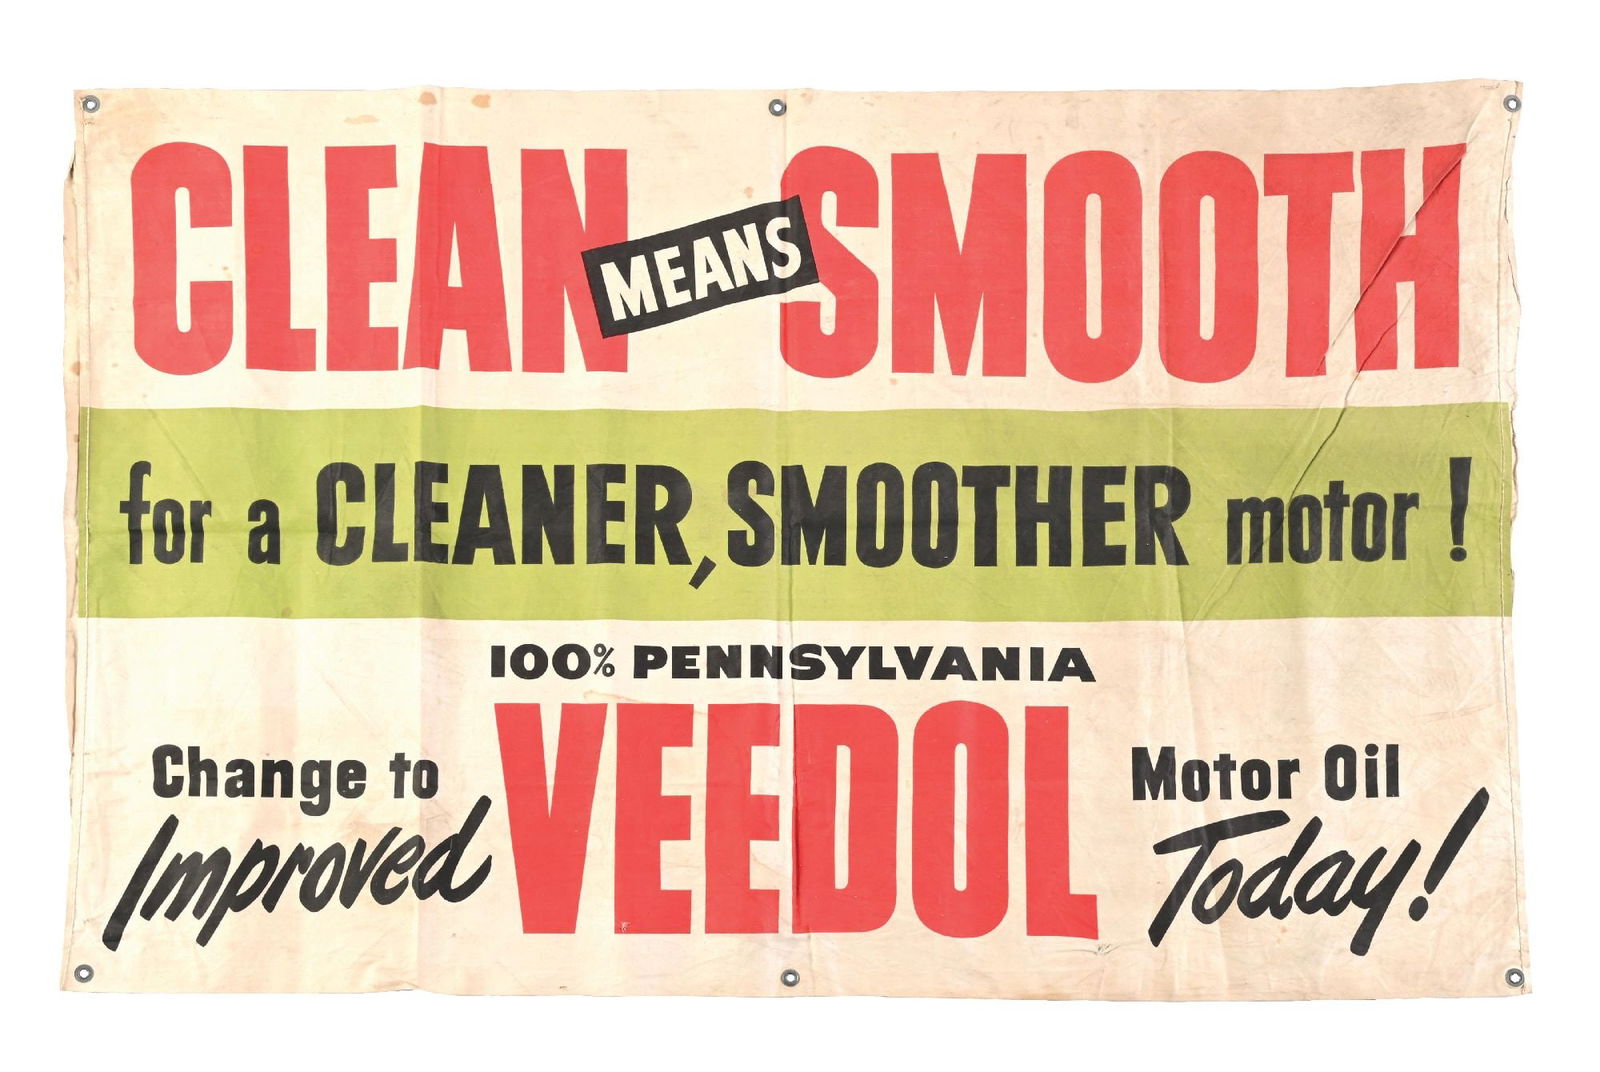 CLEAN MEANS SMOOTH
for a CLEANER, SMOOTHER motor!
100% PENNSYLVANIA
Change to Improved
VEEDOL
Motor Oil Today!